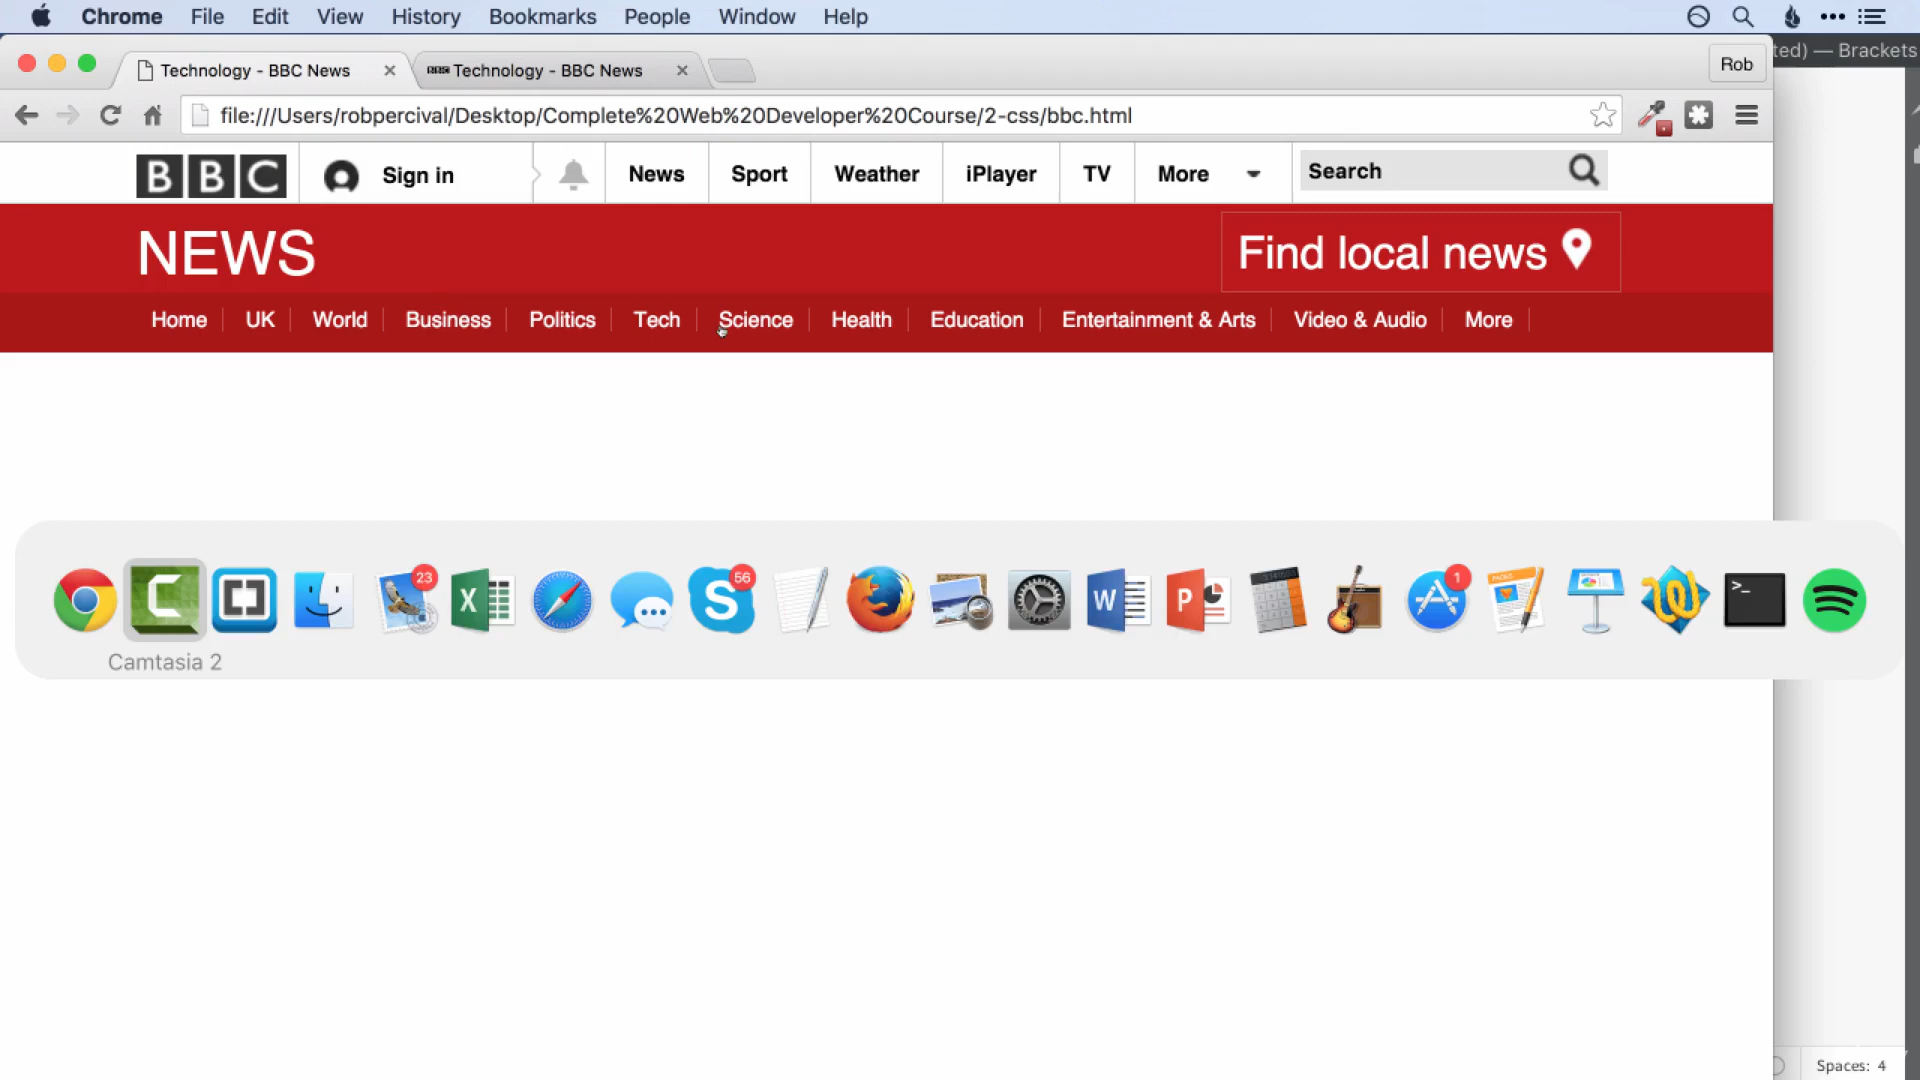 Chrome File Edit View History Bookmarks People Window Help
ted) — Brackets
Technology - BBC News
BBC Technology - BBC News
Rob
file:///Users/robpercival/Desktop/Complete%20Web%20Developer%20Course/2-css/bbc.html
BBC Sign in News Sport Weather iPlayer TV More Search
NEWS
Find local news
Home UK World Business Politics Tech Science Health Education Entertainment & Arts Video & Audio More
23
56
1
X
S
W
P
PAGES
>_
Camtasia 2
Spaces: 4